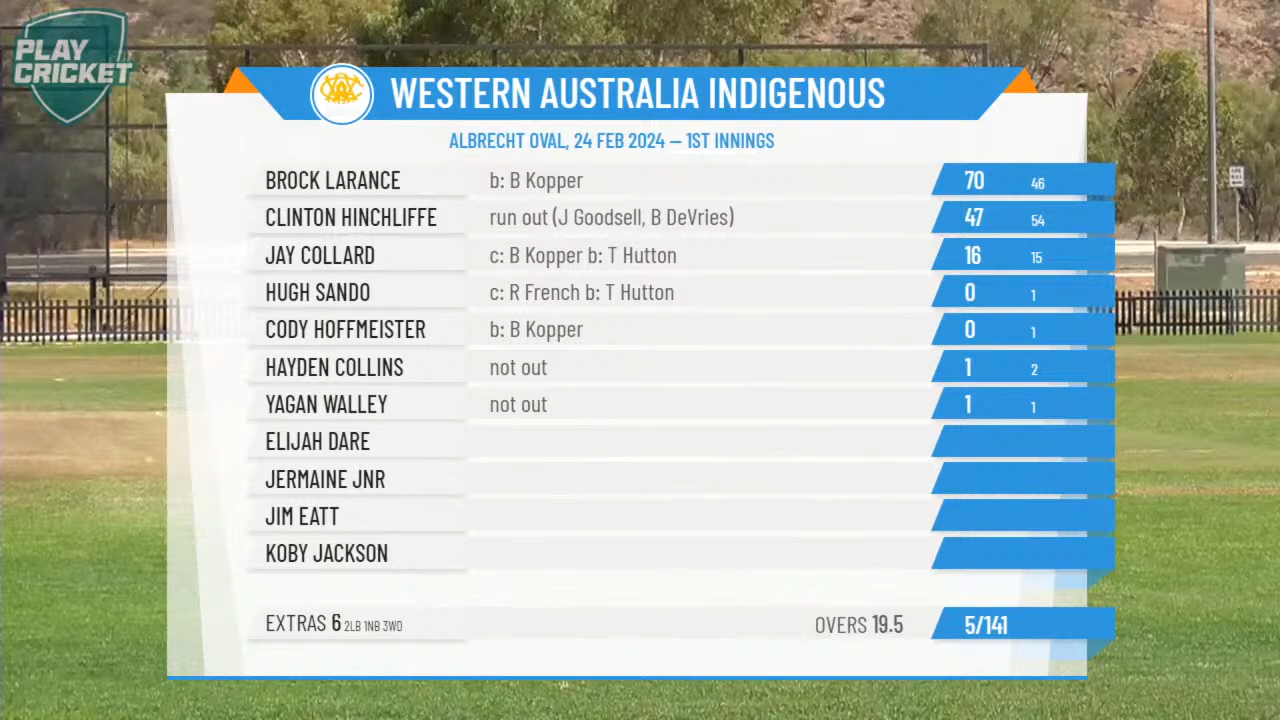 PLAY
CRICKET
WESTERN AUSTRALIA INDIGENOUS
ALBRECHT OVAL, 24 FEB 2024 – 1ST INNINGS
BROCK LARANCE b: B Kopper 70 46
CLINTON HINCHLIFFE run out (J Goodsell, B DeVries) 47 54
JAY COLLARD c: B Kopper b: T Hutton 16 15
HUGH SANDO c: R French b: T Hutton 0 1
CODY HOFFMEISTER b: B Kopper 0 1
HAYDEN COLLINS not out 1 2
YAGAN WALLEY not out 1 1
ELIJAH DARE
JERMAINE JNR
JIM EATT
KOBY JACKSON
EXTRAS 6 2LB 1NB 3WD OVERS 19.5 5/141